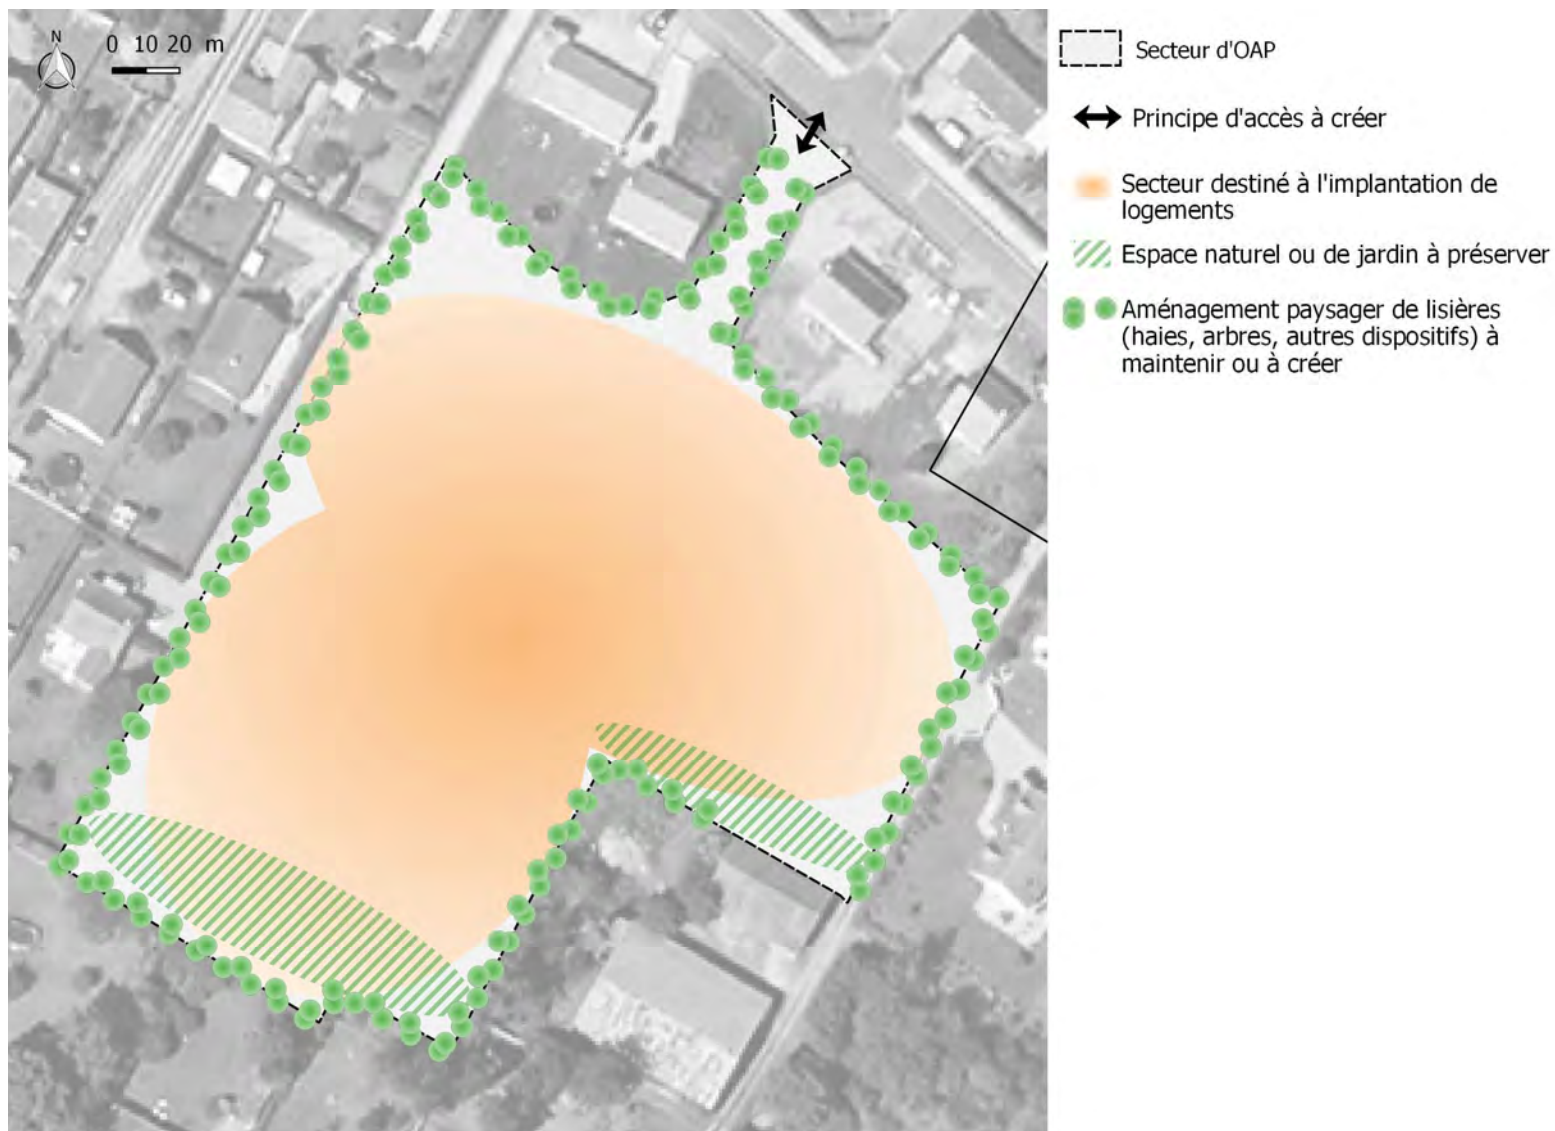 N
0 10 20 m
Secteur d'OAP
Principe d'accès à créer
Secteur destiné à l'implantation de
logements
Espace naturel ou de jardin à préserver
Aménagement paysager de lisières
(haies, arbres, autres dispositifs) à
maintenir ou à créer